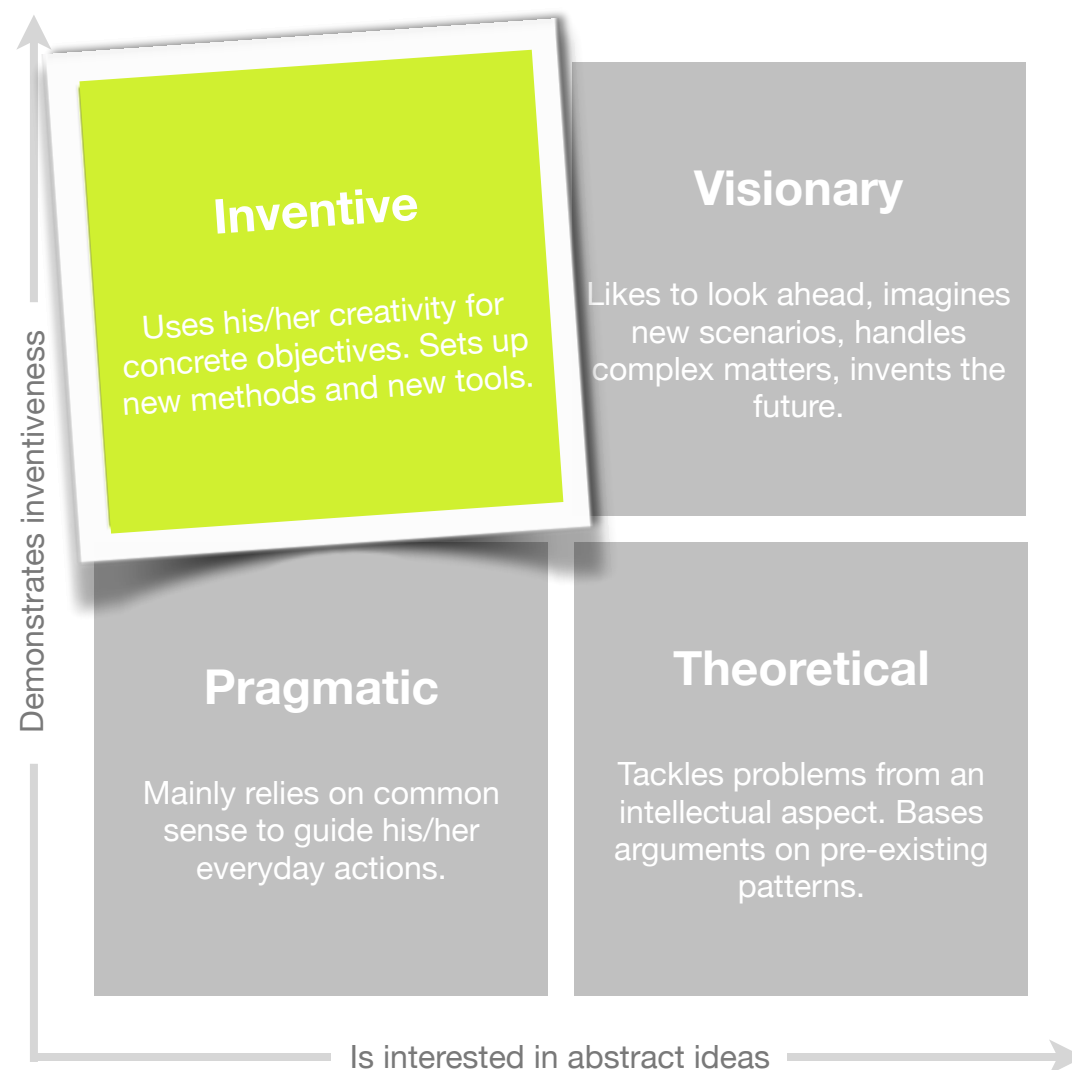 Inventive
Uses his/her creativity for
concrete objectives. Sets up
new methods and new tools.
Visionary
Likes to look ahead, imagines
new scenarios, handles
complex matters, invents the
future.
Pragmatic
Mainly relies on common
sense to guide his/her
everyday actions.
Theoretical
Tackles problems from an
intellectual aspect. Bases
arguments on pre-existing
patterns.
Demonstrates inventiveness
Is interested in abstract ideas